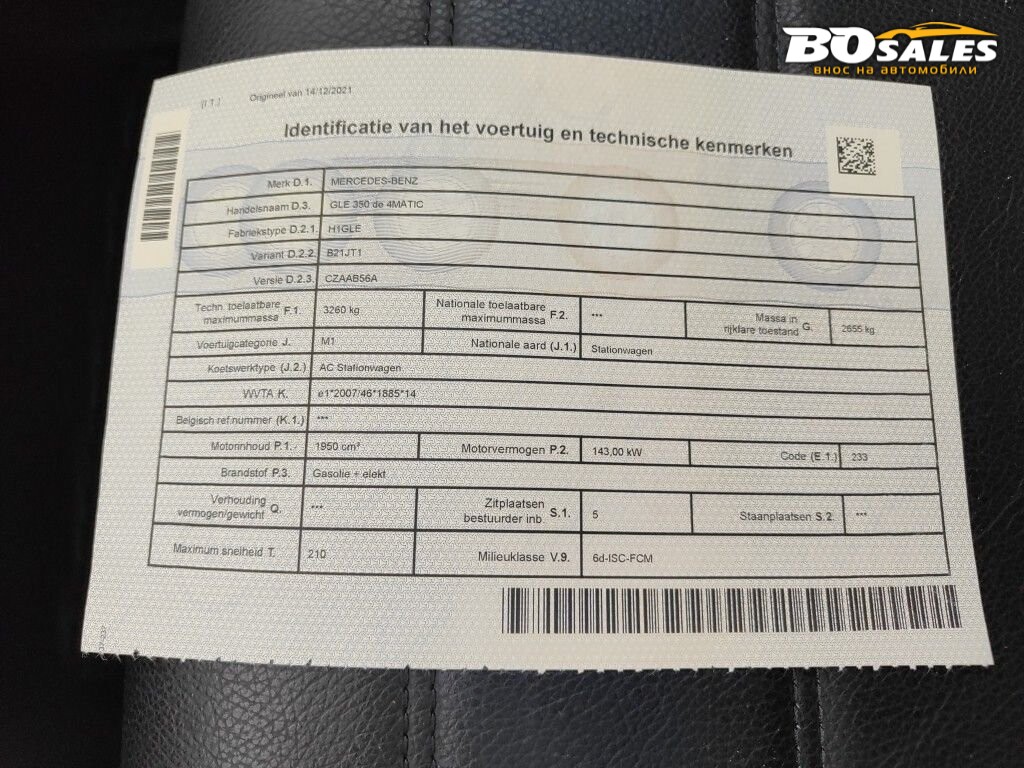 BO SALES
внос на автомобили
(I.T.) Origineel van 14/12/2021
Identificatie van het voertuig en technische kenmerken
Merk D.1. MERCEDES-BENZ
Handelsnaam D.3. GLE 350 de 4MATIC
Fabriekstype D.2.1. H1GLE
Variant D.2.2. B21JT1
Versie D.2.3. CZAAB56A
Techn. toelaatbare maximummassa F.1. 3260 kg Nationale toelaatbare maximummassa F.2. *** Massa in rijklare toestand G. 2655 kg
Voertuigcategorie J. M1 Nationale aard (J.1.) Stationwagen
Koetswerktype (J.2.) AC Stationwagen
WVTA K. e1*2007/46*1885*14
Belgisch ref.nummer (K.1.) ***
Motorinhoud P.1. 1950 cm³ Motorvermogen P.2. 143,00 kW Code (E.1.) 233
Brandstof P.3. Gasolie + elekt
Verhouding vermogen/gewicht Q. *** Zitplaatsen bestuurder inb. S.1. 5 Staanplaatsen S.2. ***
Maximum snelheid T. 210 Milieuklasse V.9. 6d-ISC-FCM